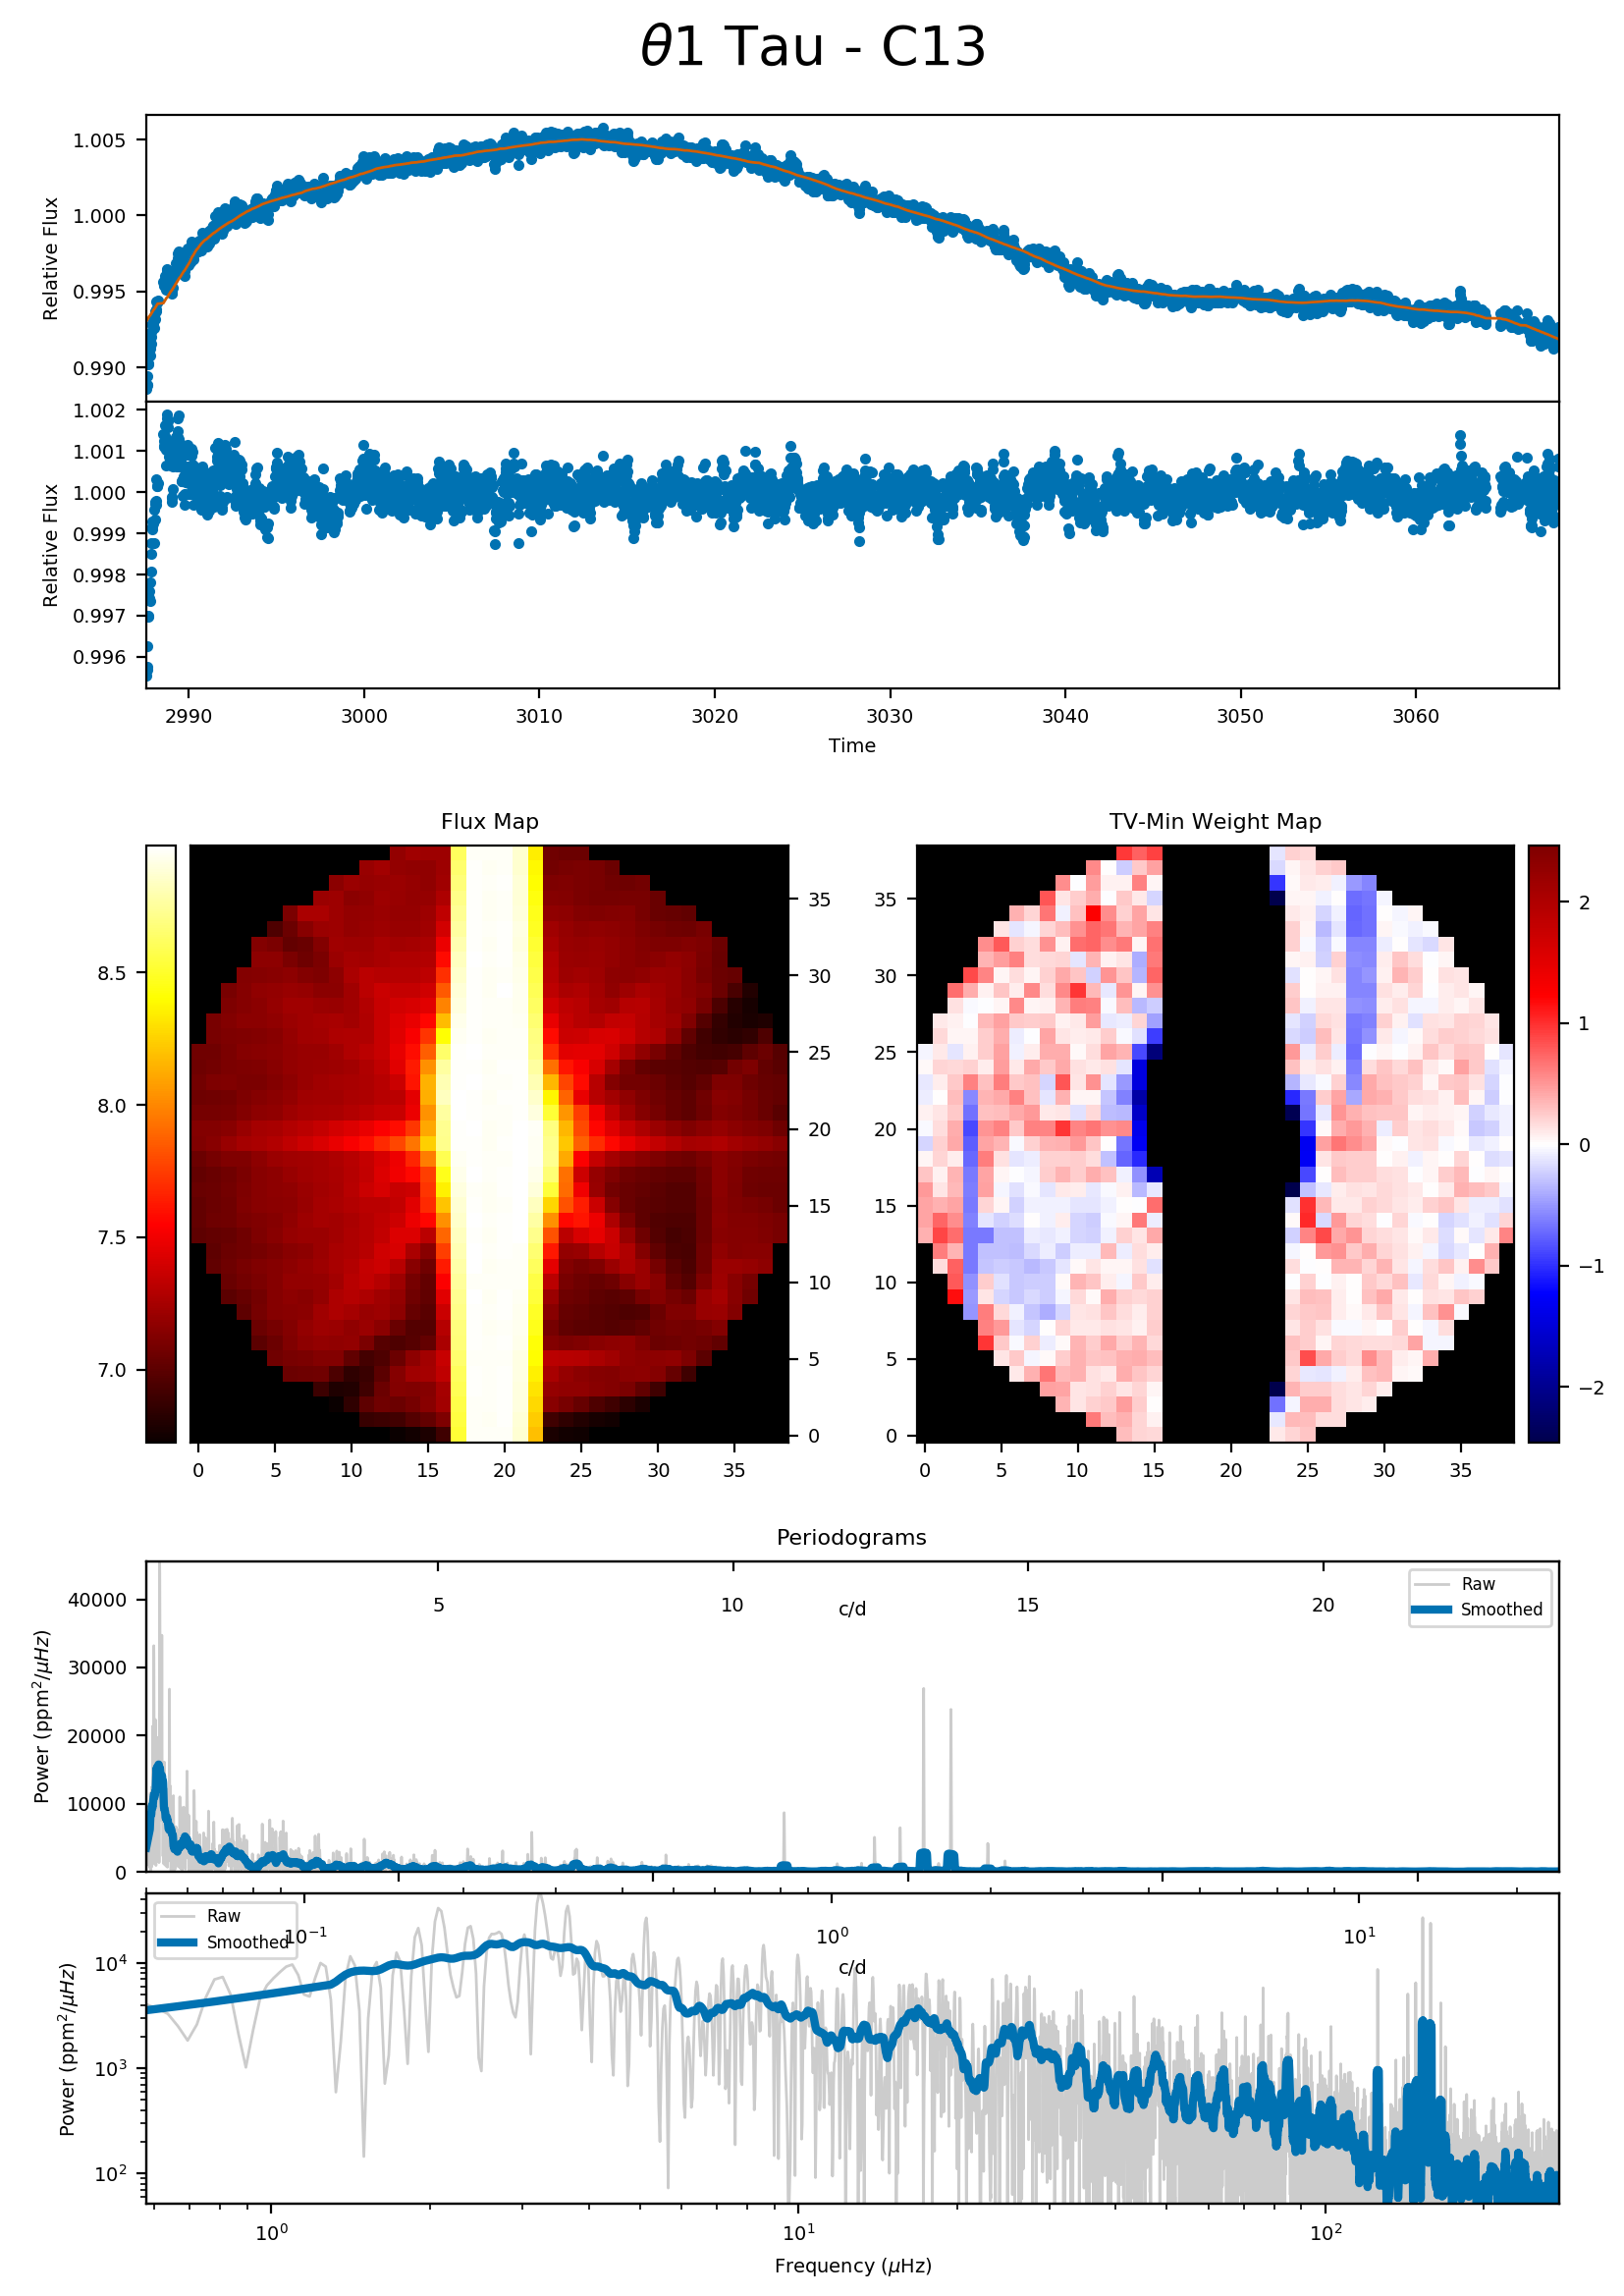 θ1 Tau - C13
Relative Flux
1.005
1.000
0.995
0.990
Relative Flux
1.002
1.001
1.000
0.999
0.998
0.997
0.996
2990 3000 3010 3020 3030 3040 3050 3060
Time
Flux Map
8.5
8.0
7.5
7.0
35
30
25
20
15
10
5
0
0 5 10 15 20 25 30 35
TV-Min Weight Map
35
30
25
20
15
10
5
0
0 5 10 15 20 25 30 35
2
1
0
−1
−2
Periodograms
Power (ppm²/μHz)
40000
30000
20000
10000
0
5 10 15 20
c/d
Raw
Smoothed
Power (ppm²/μHz)
10⁴
10³
10²
Raw
Smoothed
10⁻¹ 10⁰ 10¹
c/d
10⁰ 10¹ 10²
Frequency (μHz)